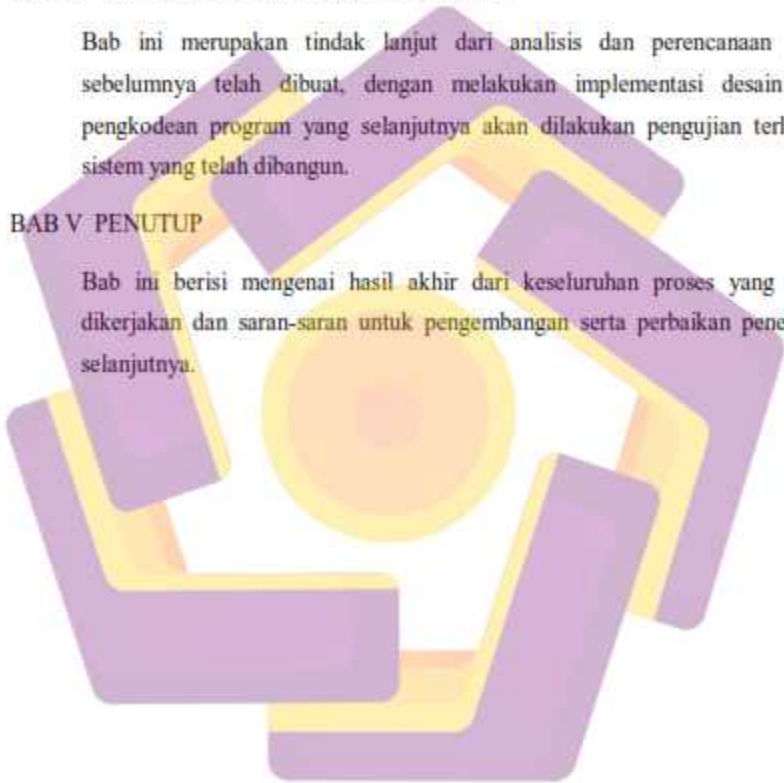 Bab ini merupakan tindak lanjut dari analisis dan perencanaan
sebelumnya telah dibuat, dengan melakukan implementasi desain
pengkodean program yang selanjutnya akan dilakukan pengujian
sistem yang telah dibangun.
BAB V PENUTUP
Bab ini berisi mengenai hasil akhir dari keseluruhan proses yang
dikerjakan dan saran-saran untuk pengembangan serta perbaikan
selanjutnya.